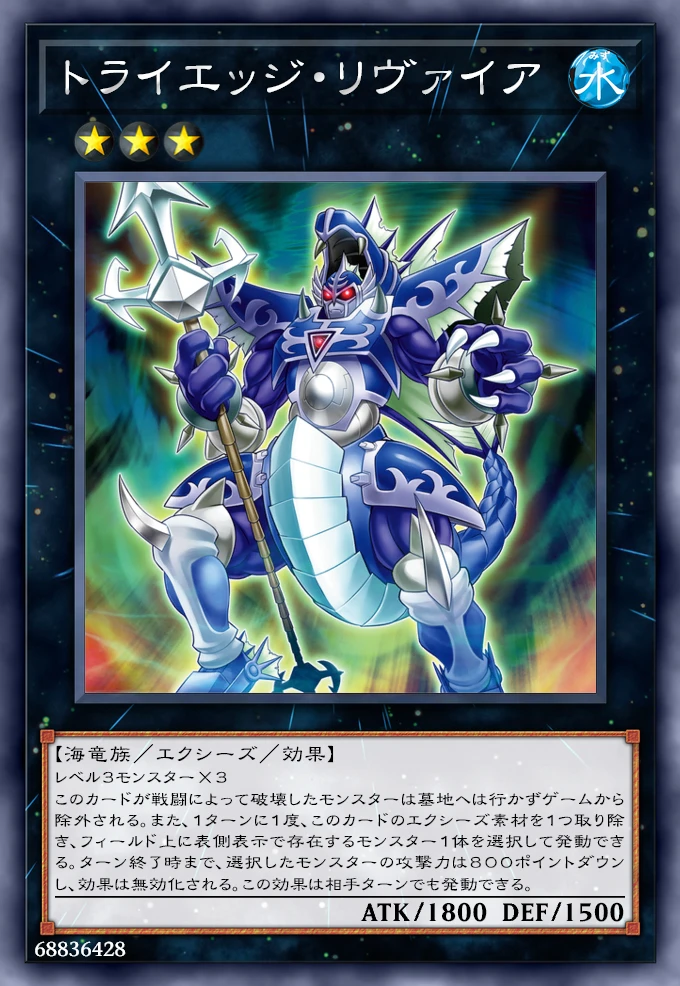 トライエッジ・リヴァイア
みず
水
【海竜族／エクシーズ／効果】
レベル３モンスター×３
このカードが戦闘によって破壊したモンスターは墓地へは行かずゲームから
除外される。また、１ターンに１度、このカードのエクシーズ素材を１つ取り除
き、フィールド上に表側表示で存在するモンスター１体を選択して発動でき
る。ターン終了時まで、選択したモンスターの攻撃力は８００ポイントダウン
し、効果は無効化される。この効果は相手ターンでも発動できる。
ATK/1800 DEF/1500
68836428